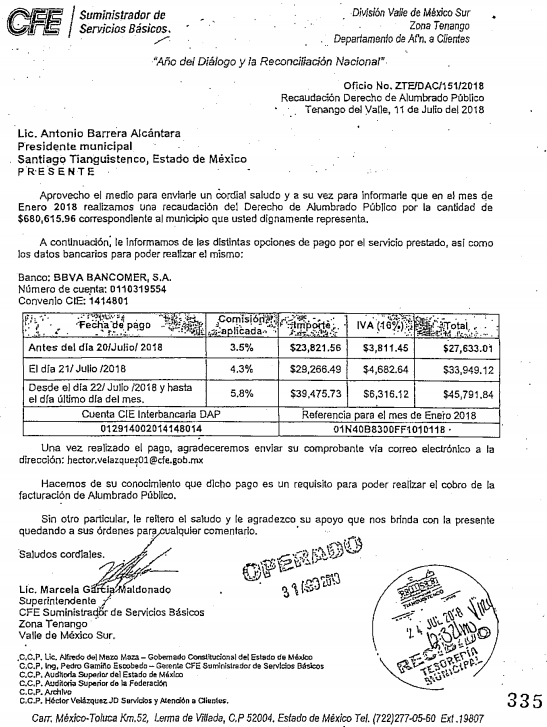 CFE
Suministrador de
Servicios Básicos.
División Valle de México Sur
Zona Tenango
Departamento de At'n. a Clientes
"Año del Diálogo y la Reconciliación Nacional"
Oficio No. ZTE/DAC/151/2018
Recaudación Derecho de Alumbrado Público
Tenango del Valle, 11 de Julio del 2018
Lic. Antonio Barrera Alcántara
Presidente municipal
Santiago Tianguistenco, Estado de México
P R E S E N T E
Aprovecho el medio para enviarle un cordial saludo y a su vez para informarle que en el mes de
Enero 2018 realizamos una recaudación del Derecho de Alumbrado Público por la cantidad de
$680,615.96 correspondiente al municipio que usted dignamente representa.
A continuación, le informamos de las distintas opciones de pago por el servicio prestado, así como
los datos bancarios para poder realizar el mismo:
Banco: BBVA BANCOMER, S.A.
Número de cuenta: 0110319554
Convenio CIE: 1414801
Fecha de pago Comisión aplicada Importe IVA (16%) Total
Antes del día 20/Julio/ 2018 3.5% $23,821.56 $3,811.45 $27,633.01
El día 21/ Julio /2018 4.3% $29,266.49 $4,682.64 $33,949.12
Desde el día 22/ Julio /2018 y hasta
el día último día del mes. 5,8% $39,475.73 $6,316.12 $45,791.84
Cuenta CIE Interbancaria DAP Referencia para el mes de Enero 2018
012914002014148014 01N40B8300FF1010118
Una vez realizado el pago, agradeceremos enviar su comprobante vía correo electrónico a la
dirección: hector.velazquez01@cfe.gob.mx
Hacemos de su conocimiento que dicho pago es un requisito para poder realizar el cobro de la
facturación de Alumbrado Público.
Sin otro particular, le reitero el saludo y le agradezco su apoyo que nos brinda con la presente
quedando a sus órdenes para cualquier comentario.
Saludos cordiales.
OPERADO
Lic. Marcela García Maldonado
Superintendente
CFE Suministrador de Servicios Básicos
Zona Tenango
Valle de México Sur.
TIANGUISTENCO
24 JUL 2018
RECIBIDO
TESORERÍA
MUNICIPAL
C.C.P. Lic. Alfredo del Mazo Maza – Gobernado Constitucional del Estado de México
C.C.P. Ing, Pedro Gamiño Escobedo – Gerente CFE Suministrador de Servicios Básicos
C.C.P. Auditoría Superior del Estado de México
C.C.P. Auditoría Superior de la Federación
C.C.P. Archivo
C.C.P. Héctor Velázquez JD Servicios y Atención a Clientes.
335
Carr. México-Toluca Km.52, Lerma de Villada, C.P 52004, Estado de México Tel. (722)277-05-60 Ext.19807